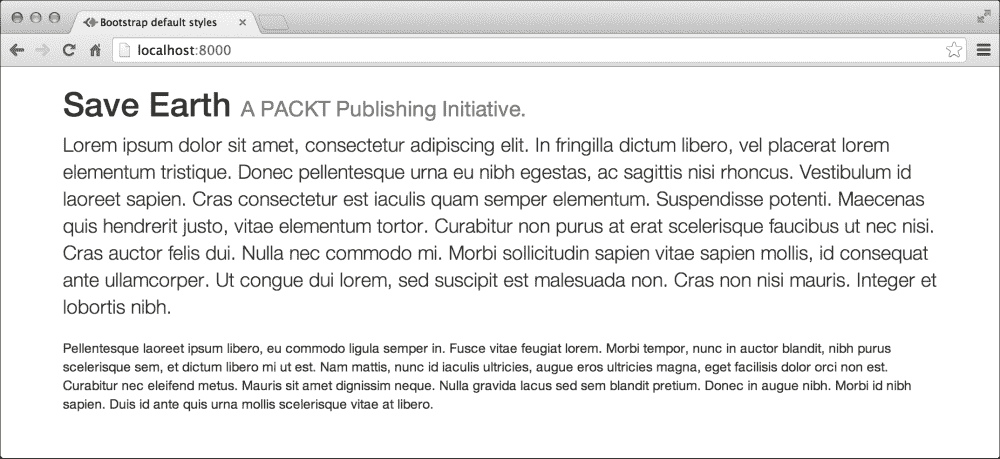 Bootstrap default styles
localhost:8000
Save Earth A PACKT Publishing Initiative.
Lorem ipsum dolor sit amet, consectetur adipiscing elit. In fringilla dictum libero, vel placerat lorem
elementum tristique. Donec pellentesque urna eu nibh egestas, ac sagittis nisi rhoncus. Vestibulum id
laoreet sapien. Cras consectetur est iaculis quam semper elementum. Suspendisse potenti. Maecenas
quis hendrerit justo, vitae elementum tortor. Curabitur non purus at erat scelerisque faucibus ut nec nisi.
Cras auctor felis dui. Nulla nec commodo mi. Morbi sollicitudin sapien vitae sapien mollis, id consequat
ante ullamcorper. Ut congue dui lorem, sed suscipit est malesuada non. Cras non nisi mauris. Integer et
lobortis nibh.
Pellentesque laoreet ipsum libero, eu commodo ligula semper in. Fusce vitae feugiat lorem. Morbi tempor, nunc in auctor blandit, nibh purus
scelerisque sem, et dictum libero mi ut est. Nam mattis, nunc id iaculis ultricies, augue eros ultricies magna, eget facilisis dolor orci non est.
Curabitur nec eleifend metus. Mauris sit amet dignissim neque. Nulla gravida lacus sed sem blandit pretium. Donec in augue nibh. Morbi id nibh
sapien. Duis id ante quis urna mollis scelerisque vitae at libero.